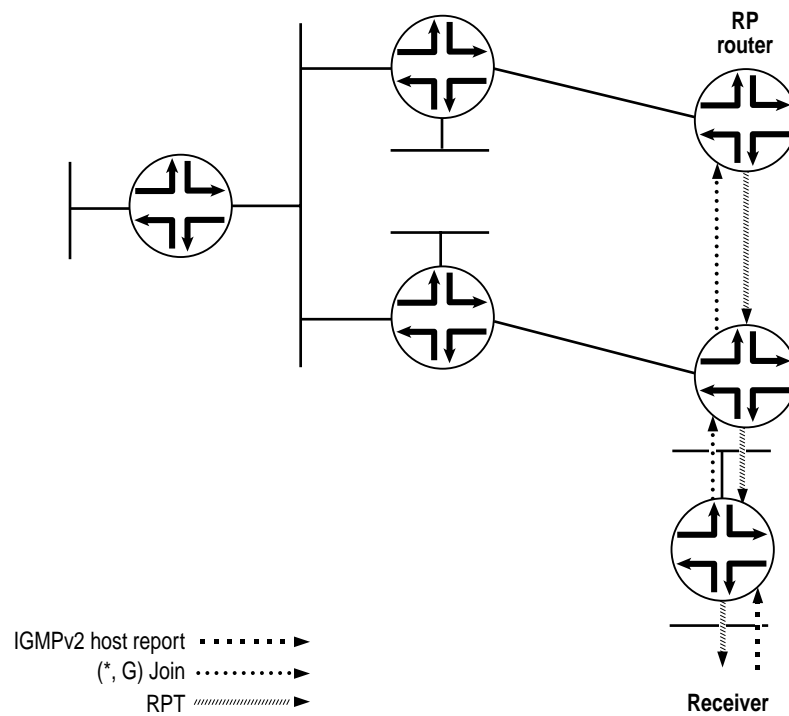 RP
router
IGMPv2 host report
(*, G) Join
RPT
Receiver